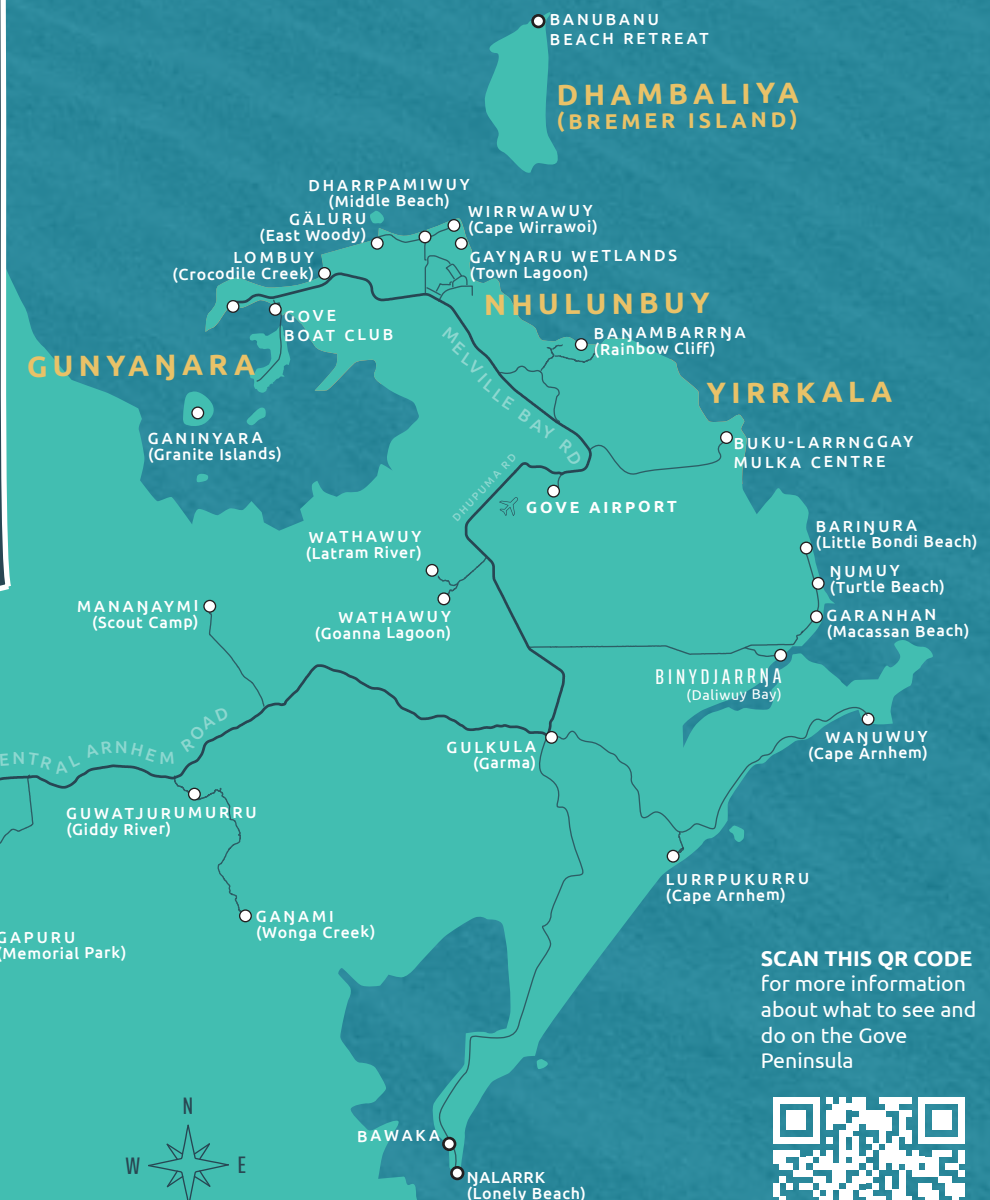 BANUBANU
BEACH RETREAT
DHAMBALIYA
(BREMER ISLAND)
DHARRPAMIWUY
(Middle Beach)
WIRRWAWUY
(Cape Wirrawoi)
GÄLURU
(East Woody)
GAYŊARU WETLANDS
(Town Lagoon)
LOMBUY
(Crocodile Creek)
NHULUNBUY
GOVE
BOAT CLUB
BAŊAMBARRŊA
(Rainbow Cliff)
MELVILLE BAY RD
GUNYAŊARA
YIRRKALA
GANINYARA
(Granite Islands)
BUKU-LARRNGGAY
MULKA CENTRE
DHUPUMA RD
GOVE AIRPORT
BARIŊURA
(Little Bondi Beach)
WATHAWUY
(Latram River)
ŊUMUY
(Turtle Beach)
MANAŊAYMI
(Scout Camp)
WATHAWUY
(Goanna Lagoon)
GARANHAN
(Macassan Beach)
BINYDJARRŊA
(Daliwuy Bay)
ENTRAL ARNHEM ROAD
GULKULA
(Garma)
WAŊUWUY
(Cape Arnhem)
GUWATJURUMURRU
(Giddy River)
LURRPUKURRU
(Cape Arnhem)
GAŊAMI
(Wonga Creek)
GAPURU
(Memorial Park)
SCAN THIS QR CODE
for more information
about what to see and
do on the Gove
Peninsula
N
W E
BAWAKA
ŊALARRK
(Lonely Beach)